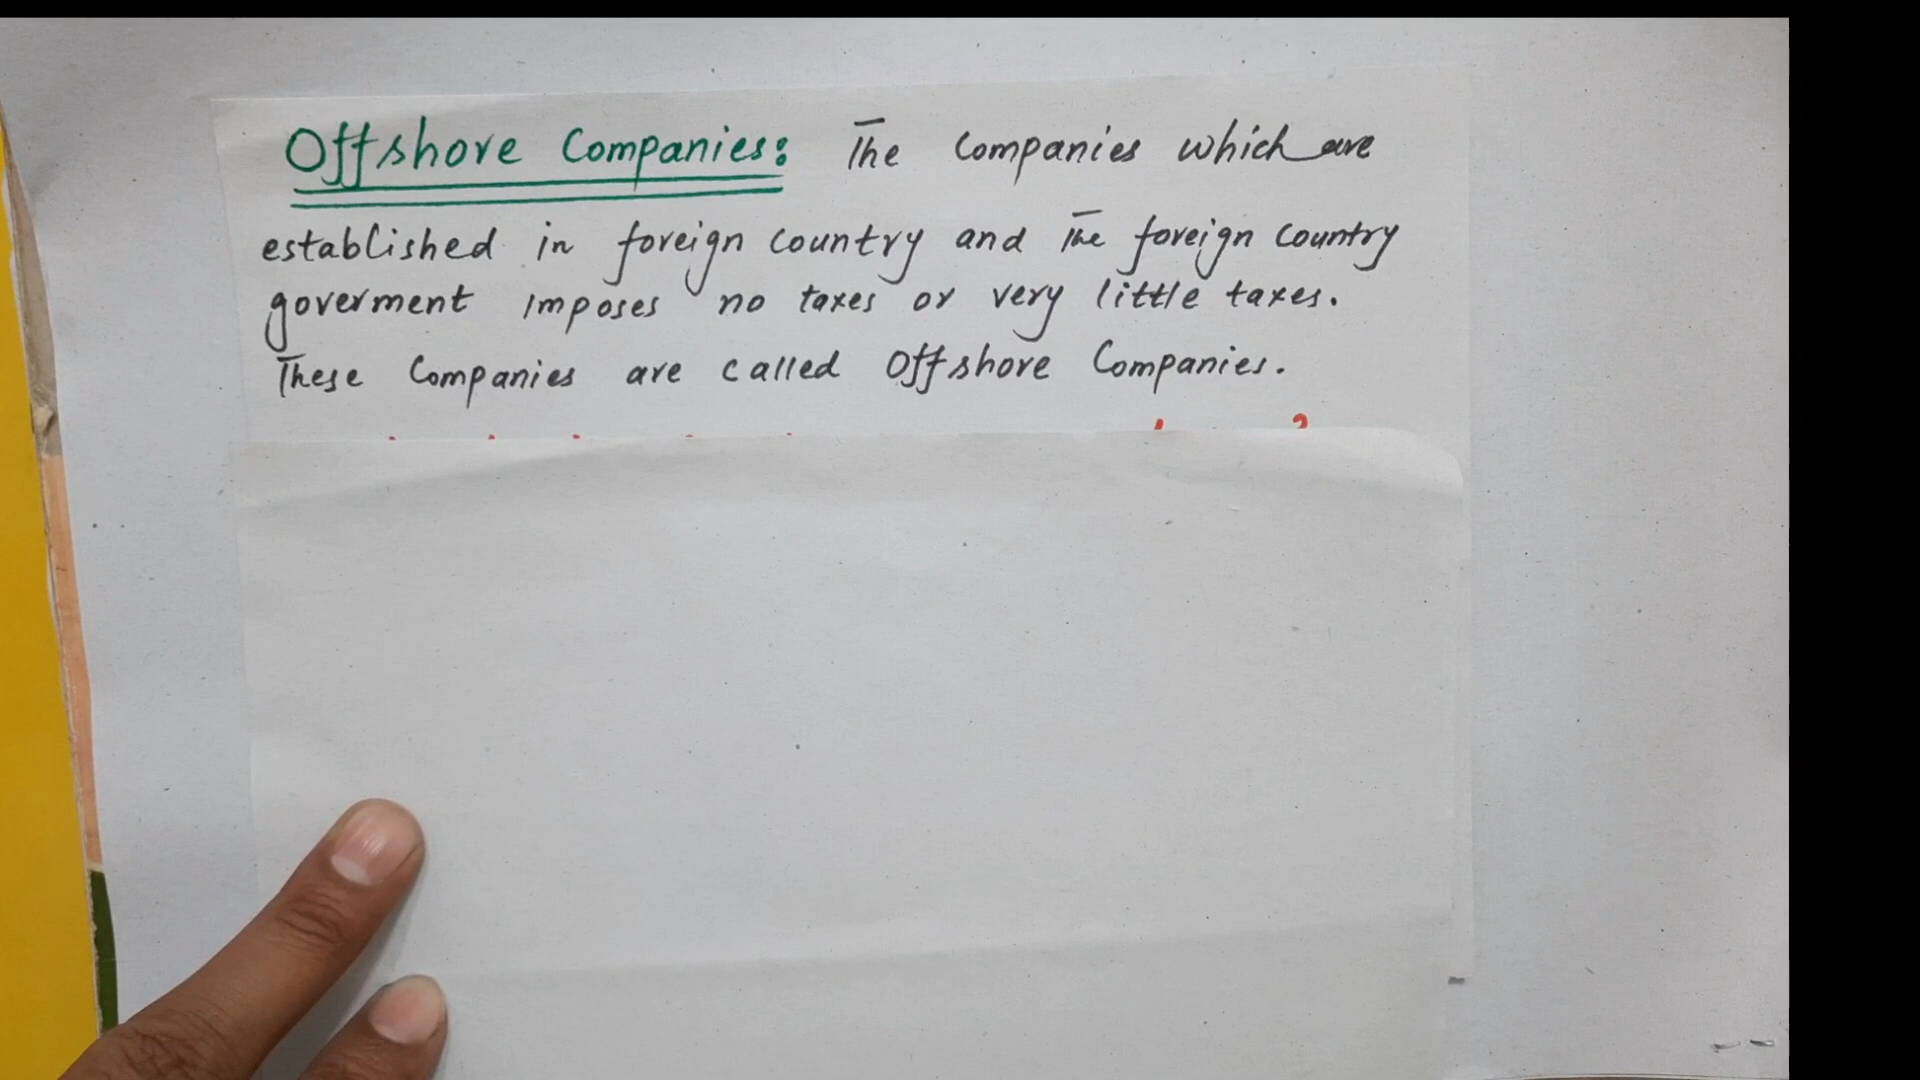 Offshore Companies: The Companies which are
established in foreign country and the foreign country
goverment imposes no taxes or very little taxes.
These Companies are called Offshore Companies.